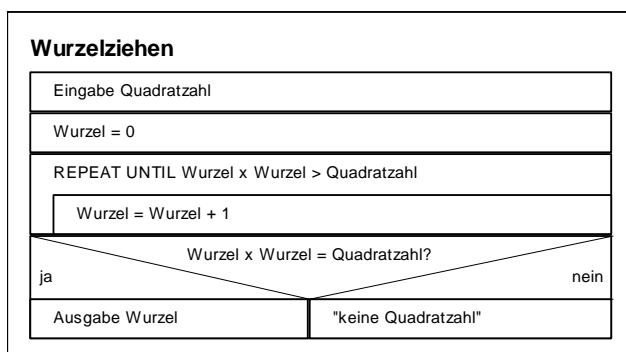 Wurzelziehen
Eingabe Quadratzahl
Wurzel = 0
REPEAT UNTIL Wurzel x Wurzel > Quadratzahl
Wurzel = Wurzel + 1
Wurzel x Wurzel = Quadratzahl?
ja
nein
Ausgabe Wurzel
"keine Quadratzahl"